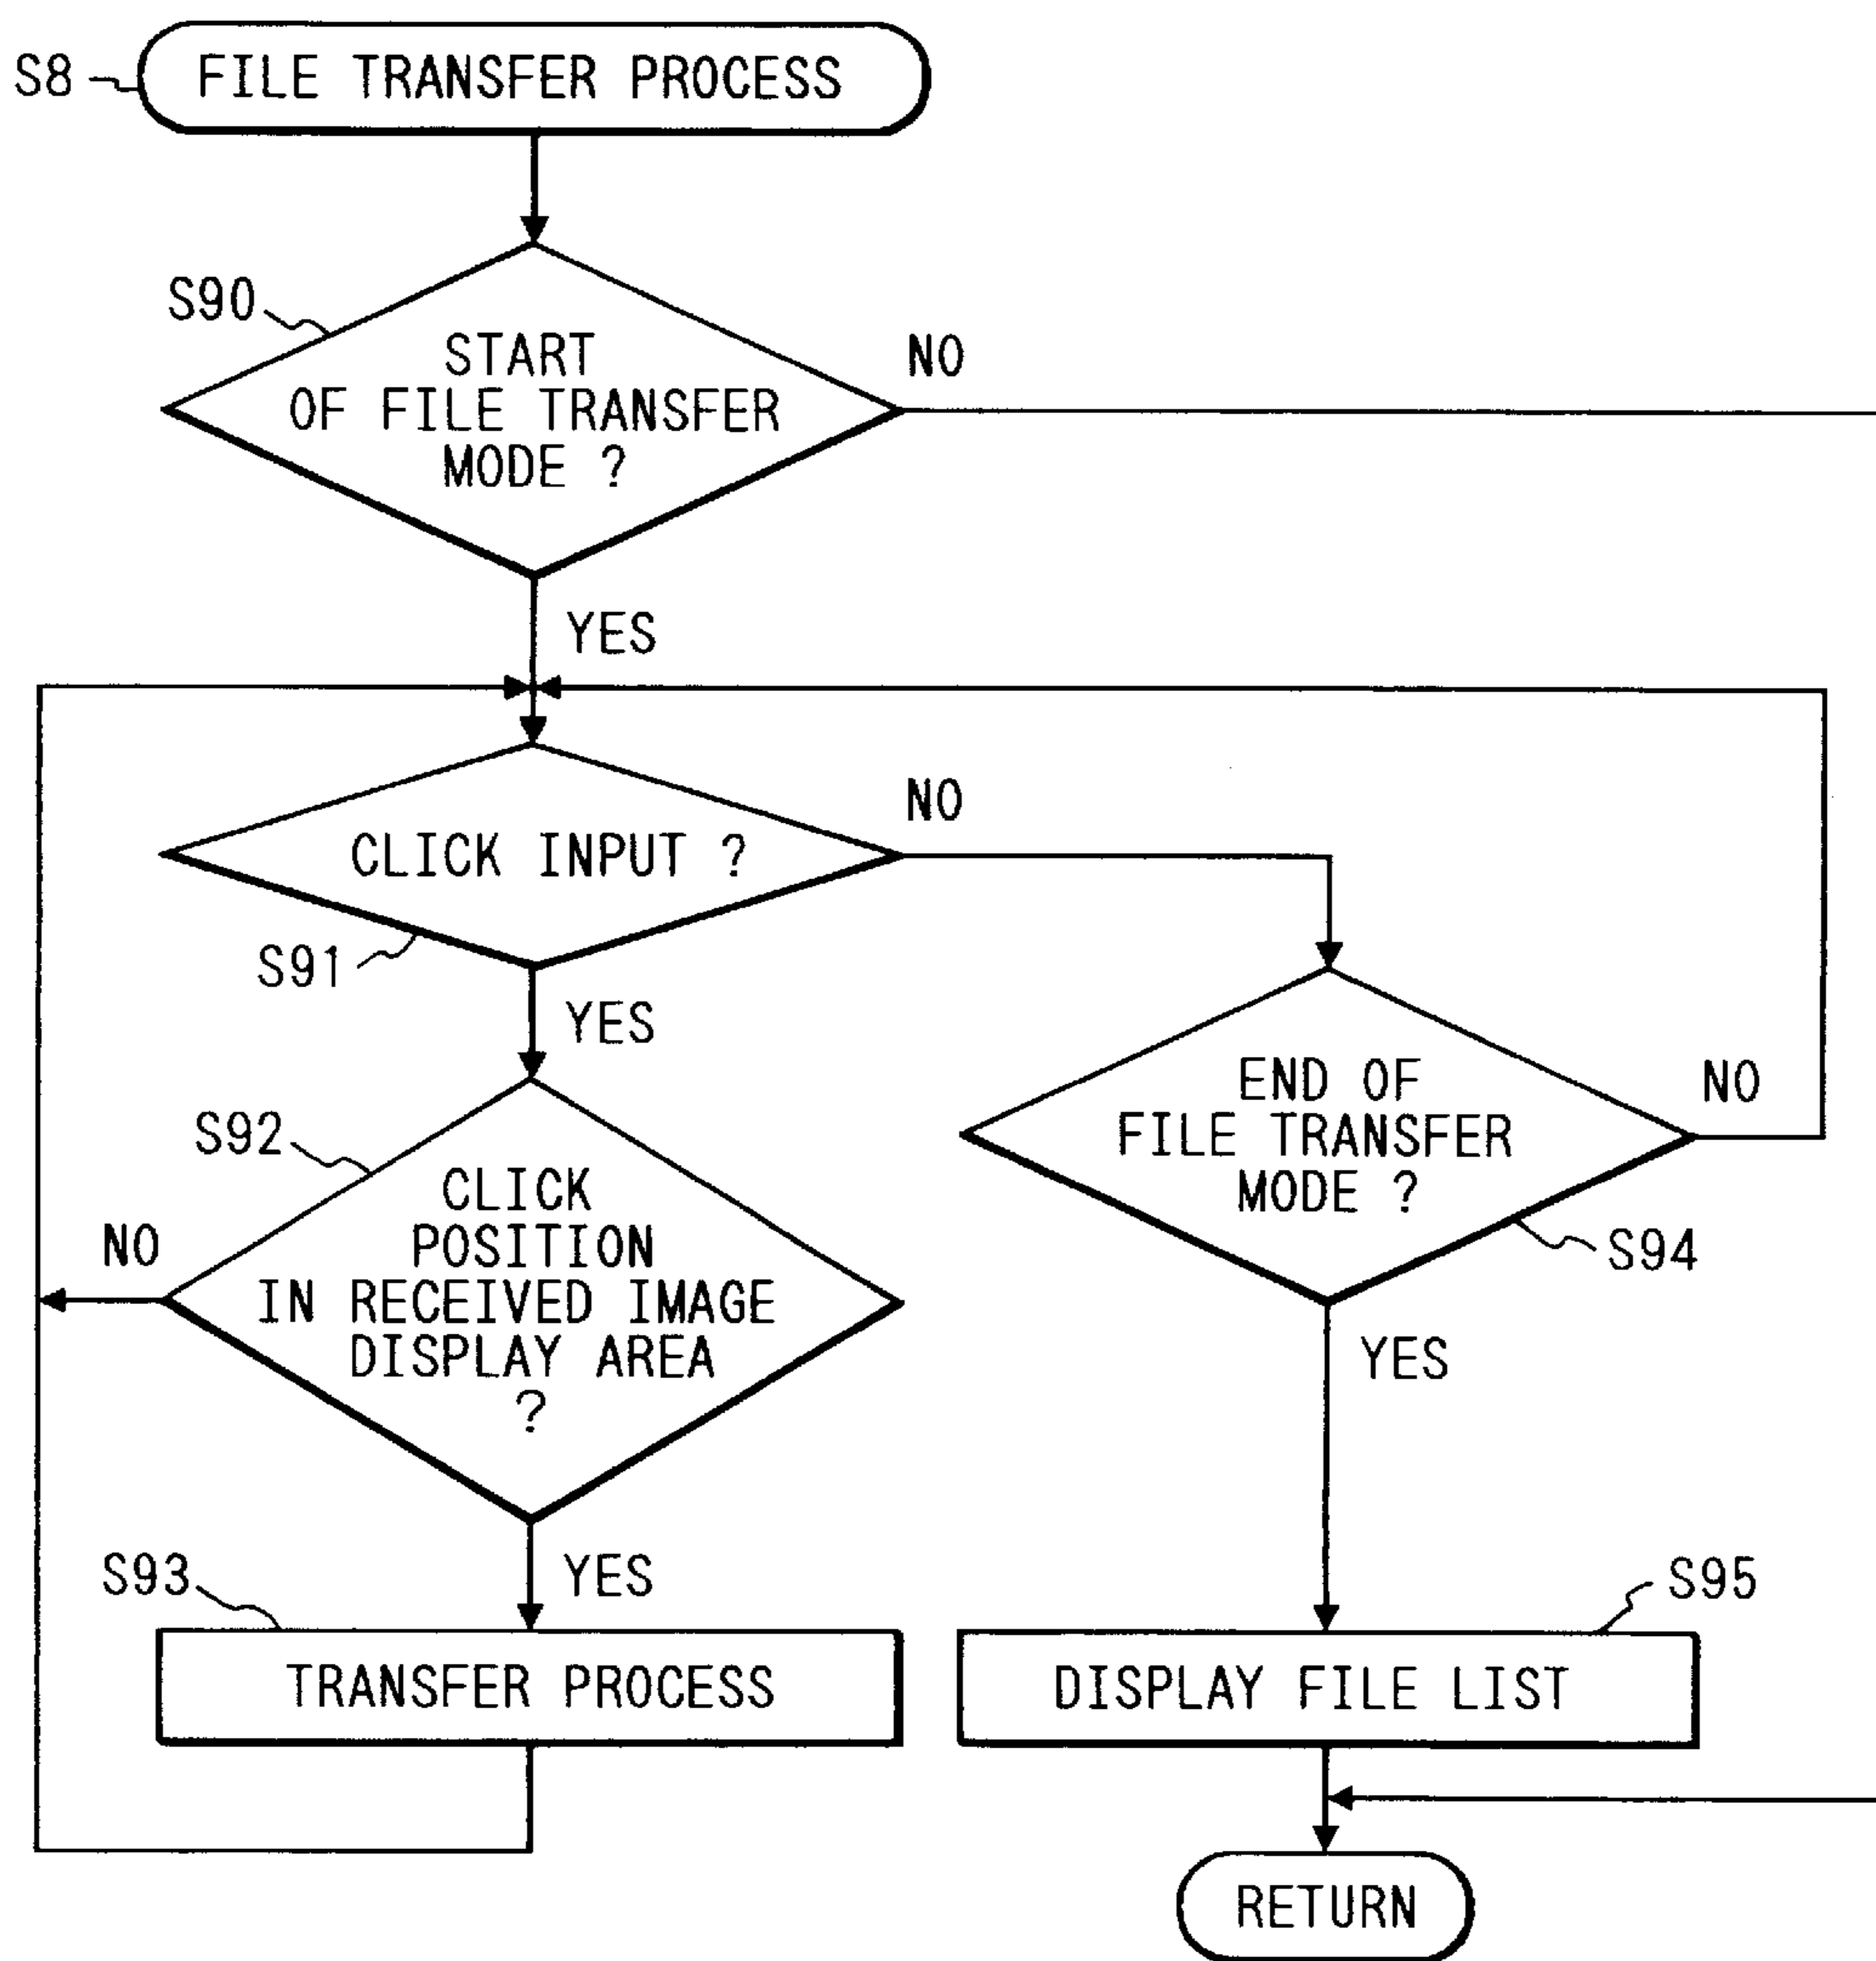 S8
FILE TRANSFER PROCESS
S90
START
OF FILE TRANSFER
MODE ?
NO
YES
CLICK INPUT ?
NO
S91
YES
S92
CLICK
POSITION
IN RECEIVED IMAGE
DISPLAY AREA
?
NO
YES
S93
TRANSFER PROCESS
END OF
FILE TRANSFER
MODE ?
NO
S94
YES
S95
DISPLAY FILE LIST
RETURN